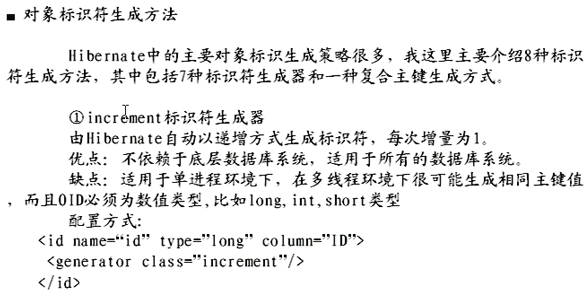 ■ 对象标识符生成方法
Hibernate中的主要对象标识生成策略很多，我这里主要介绍8种标识
符生成方法，其中包括7种标识符生成器和一种复合主键生成方式。
①increment标识符生成器
由Hibernate自动以递增方式生成标识符，每次增量为1。
优点：不依赖于底层数据库系统，适用于所有的数据库系统。
缺点：适用于单进程环境下，在多线程环境下很可能生成相同主键值
，而且OID必须为数值类型,比如long,int,short类型
配置方式：
<id name=“id” type=”long” column=”ID”>
<generator class=”increment”/>
</id>